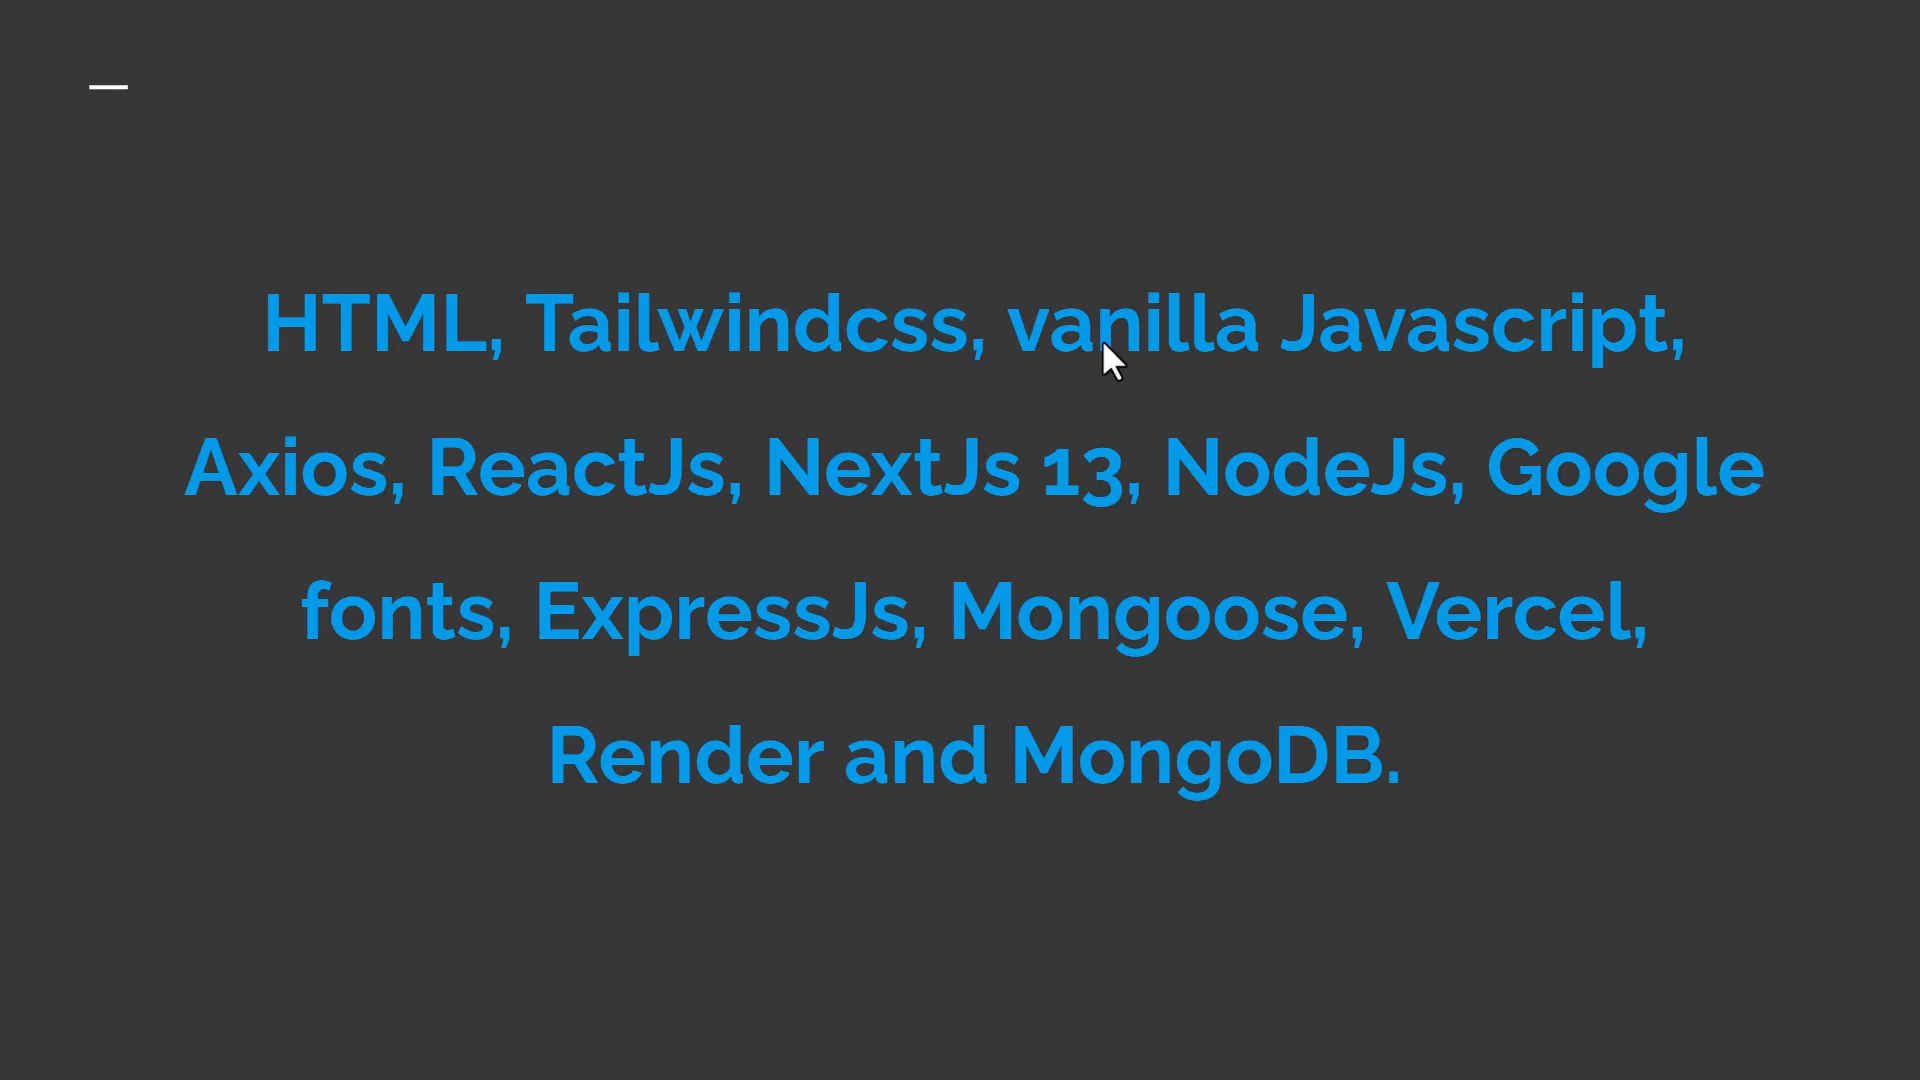 HTML, Tailwindcss, vanilla Javascript,
Axios, ReactJs, NextJs 13, NodeJs, Google
fonts, ExpressJs, Mongoose, Vercel,
Render and MongoDB.